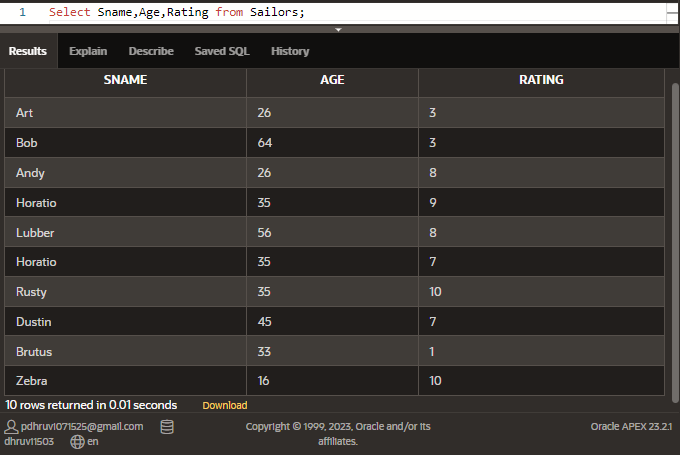 1 Select Sname,Age,Rating from Sailors;
Results Explain Describe Saved SQL History
SNAME AGE RATING
Art 26 3
Bob 64 3
Andy 26 8
Horatio 35 9
Lubber 56 8
Horatio 35 7
Rusty 35 10
Dustin 45 7
Brutus 33 1
Zebra 16 10
10 rows returned in 0.01 seconds Download
pdhruv1071525@gmail.com Copyright © 1999, 2023, Oracle and/or its Oracle APEX 23.2.1
dhruv11503 en affiliates.